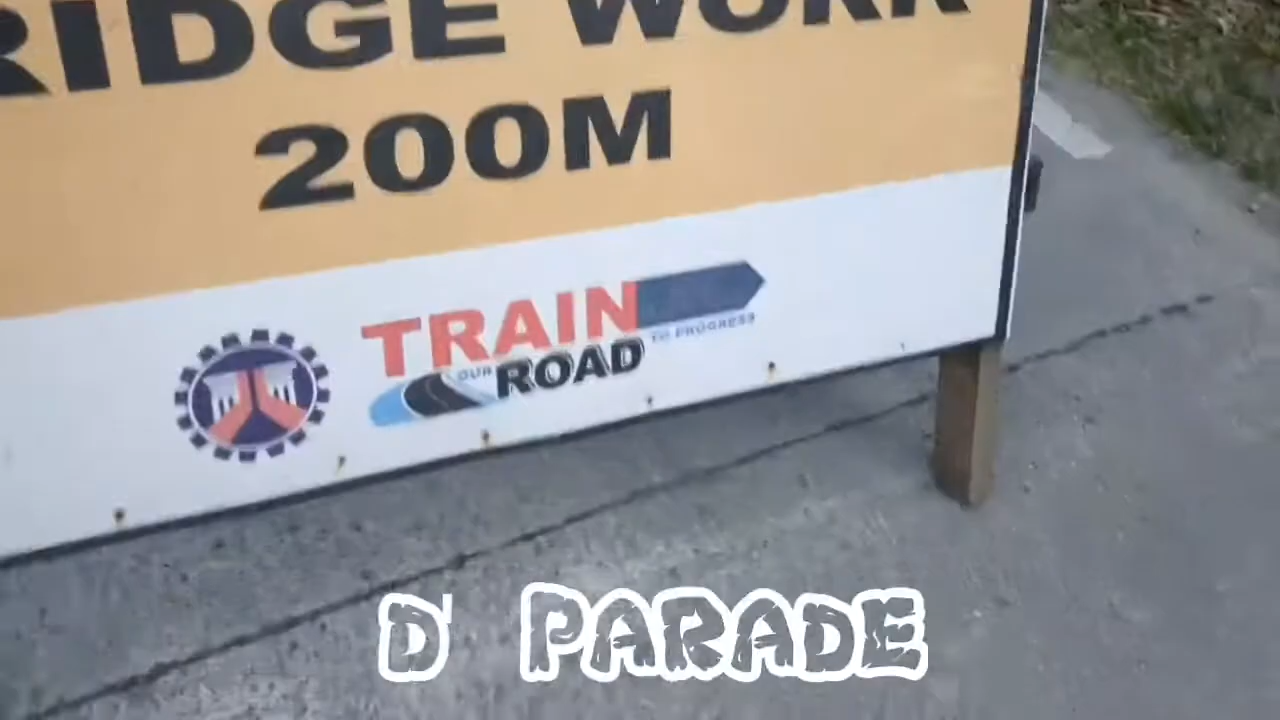 RIDGE WORK
200M
TRAIN
OUR ROAD TO PROGRESS
D' PARADE